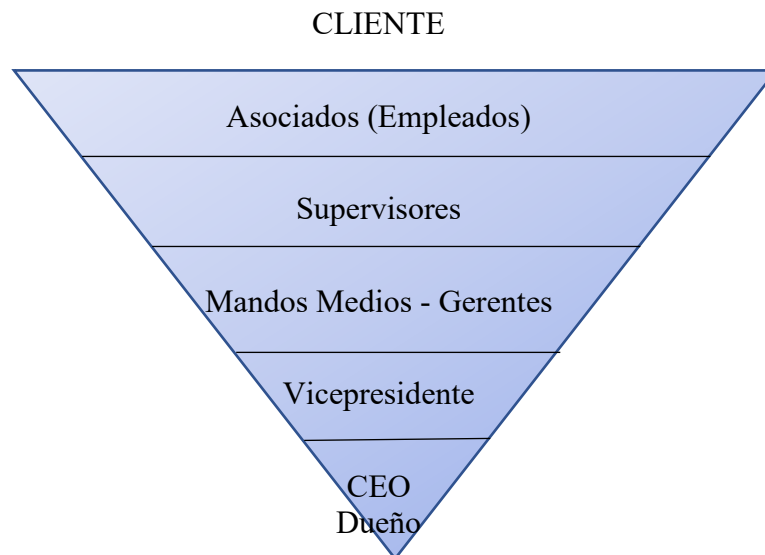 CLIENTE
Asociados (Empleados)
Supervisores
Mandos Medios - Gerentes
Vicepresidente
CEO
Dueño